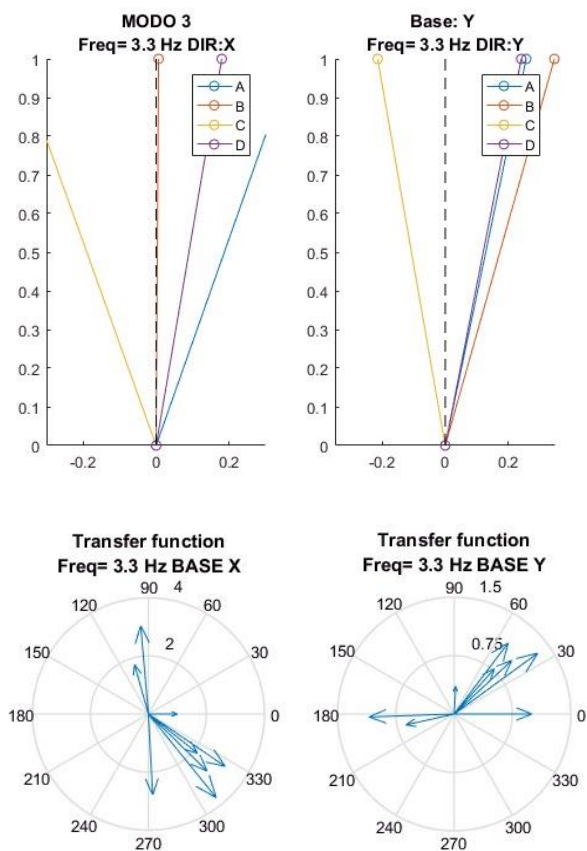 MODO 3
Freq= 3.3 Hz DIR:X
1
0.9
0.8
0.7
0.6
0.5
0.4
0.3
0.2
0.1
0
-0.2 0 0.2
A
B
C
D
Base: Y
Freq= 3.3 Hz DIR:Y
1
0.9
0.8
0.7
0.6
0.5
0.4
0.3
0.2
0.1
0
-0.2 0 0.2
A
B
C
D
Transfer function
Freq= 3.3 Hz BASE X
90 4
120 60
150 2 30
180 0
210 330
240 300
270
Transfer function
Freq= 3.3 Hz BASE Y
90 1.5
120 60
150 0.75 30
180 0
210 330
240 300
270